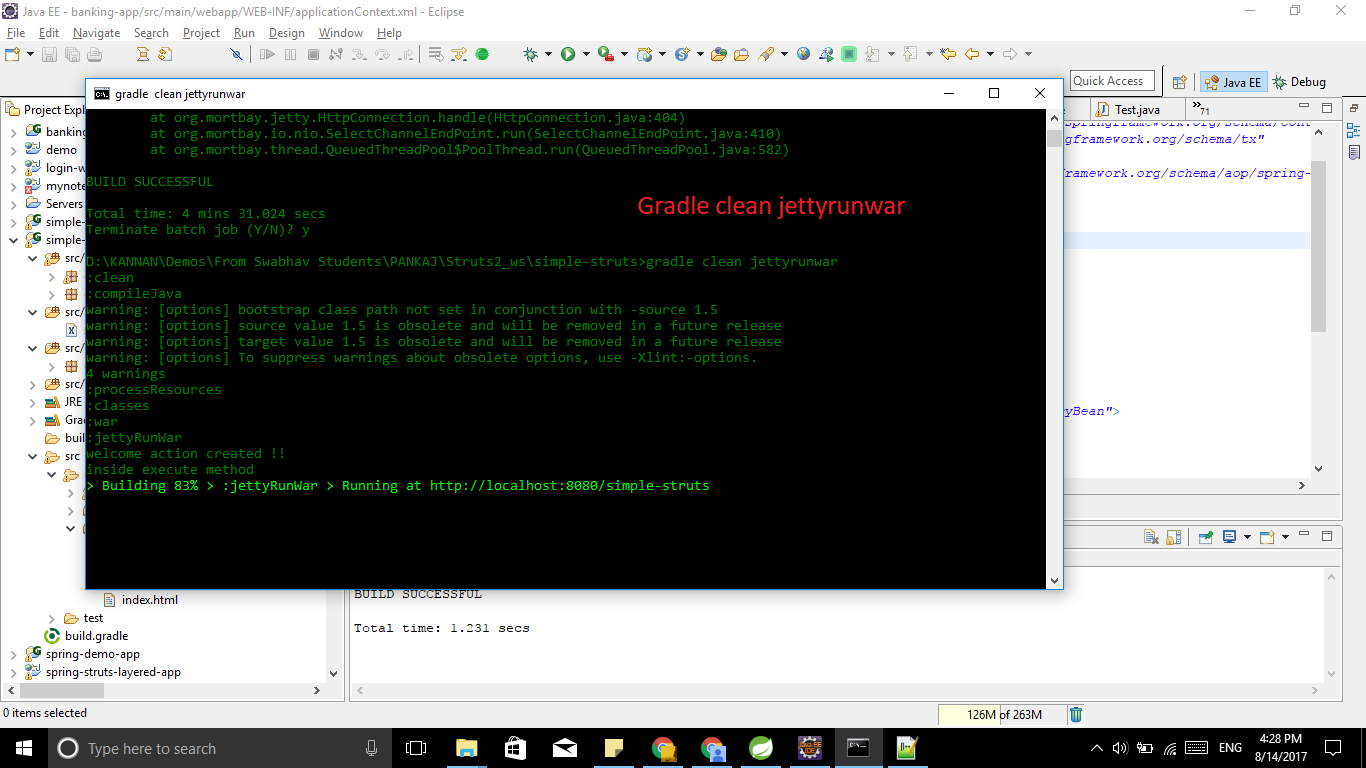 Java EE - banking-app/src/main/webapp/WEB-INF/applicationContext.xml - Eclipse
File Edit Navigate Search Project Run Design Window Help
Quick Access
Java EE
Debug
gradle  clean jettyrunwar
Project Expl
banking
demo
login-w
mynote
Servers
simple-
simple-
src/
src/
src/
src/
JRE
Gra
buil
src
index.html
test
build.gradle
spring-demo-app
spring-struts-layered-app
at org.mortbay.jetty.HttpConnection.handle(HttpConnection.java:404)
at org.mortbay.io.nio.SelectChannelEndPoint.run(SelectChannelEndPoint.java:410)
at org.mortbay.thread.QueuedThreadPool$PoolThread.run(QueuedThreadPool.java:582)
BUILD SUCCESSFUL
Total time: 4 mins 31.024 secs
Terminate batch job (Y/N)? y
Gradle clean jettyrunwar
D:\KANNAN\Demos\From Swabhav Students\PANKAJ\Struts2_ws\simple-struts>gradle clean jettyrunwar
:clean
:compileJava
warning: [options] bootstrap class path not set in conjunction with -source 1.5
warning: [options] source value 1.5 is obsolete and will be removed in a future release
warning: [options] target value 1.5 is obsolete and will be removed in a future release
warning: [options] To suppress warnings about obsolete options, use -Xlint:-options.
4 warnings
:processResources
:classes
:war
:jettyRunWar
welcome action created !!
inside execute method
> Building 83% > :jettyRunWar > Running at http://localhost:8080/simple-struts
Test.java
71
springframework.org/schema/cont
gframework.org/schema/tx"
ramework.org/schema/aop/spring-
yBean">
BUILD SUCCESSFUL
Total time: 1.231 secs
0 items selected
126M of 263M
Type here to search
ENG
4:28 PM
8/14/2017